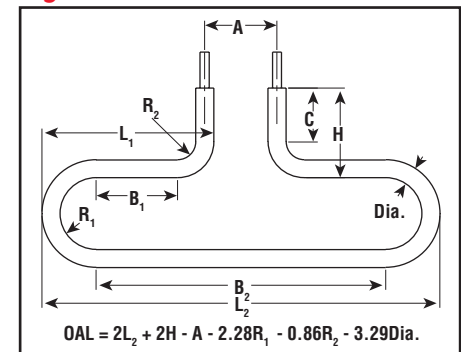 A
R2
C
H
L1
B1
R1
Dia.
B2
L2
OAL = 2L2 + 2H - A - 2.28R1 - 0.86R2 - 3.29Dia.